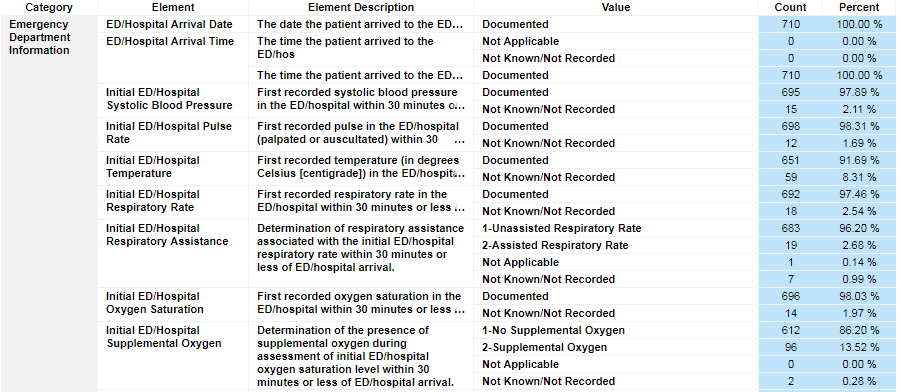 Category Element Element Description Value Count Percent
Emergency Department Information ED/Hospital Arrival Date The date the patient arrived to the ED... Documented 710 100.00 %
ED/Hospital Arrival Time The time the patient arrived to the Not Applicable 0 0.00 %
ED/hos Not Known/Not Recorded 0 0.00 %
The time the patient arrived to the ED... Documented 710 100.00 %
Initial ED/Hospital First recorded systolic blood pressure Documented 695 97.89 %
Systolic Blood Pressure in the ED/hospital within 30 minutes o... Not Known/Not Recorded 15 2.11 %
Initial ED/Hospital Pulse First recorded pulse in the ED/hospital Documented 698 98.31 %
Rate (palpated or auscultated) within 30 ... Not Known/Not Recorded 12 1.69 %
Initial ED/Hospital First recorded temperature (in degrees Documented 651 91.69 %
Temperature Celsius [centigrade]) in the ED/hospita... Not Known/Not Recorded 59 8.31 %
Initial ED/Hospital First recorded respiratory rate in the Documented 692 97.46 %
Respiratory Rate ED/hospital within 30 minutes or less ... Not Known/Not Recorded 18 2.54 %
Initial ED/Hospital Determination of respiratory assistance 1-Unassisted Respiratory Rate 683 96.20 %
Respiratory Assistance associated with the initial ED/hospital 2-Assisted Respiratory Rate 19 2.68 %
respiratory rate within 30 minutes or Not Applicable 1 0.14 %
less of ED/hospital arrival. Not Known/Not Recorded 7 0.99 %
Initial ED/Hospital First recorded oxygen saturation in the Documented 696 98.03 %
Oxygen Saturation ED/hospital within 30 minutes or less ... Not Known/Not Recorded 14 1.97 %
Initial ED/Hospital Determination of the presence of 1-No Supplemental Oxygen 612 86.20 %
Supplemental Oxygen supplemental oxygen during 2-Supplemental Oxygen 96 13.52 %
assessment of initial ED/hospital
oxygen saturation level within 30 Not Applicable 0 0.00 %
minutes or less of ED/hospital arrival. Not Known/Not Recorded 2 0.28 %